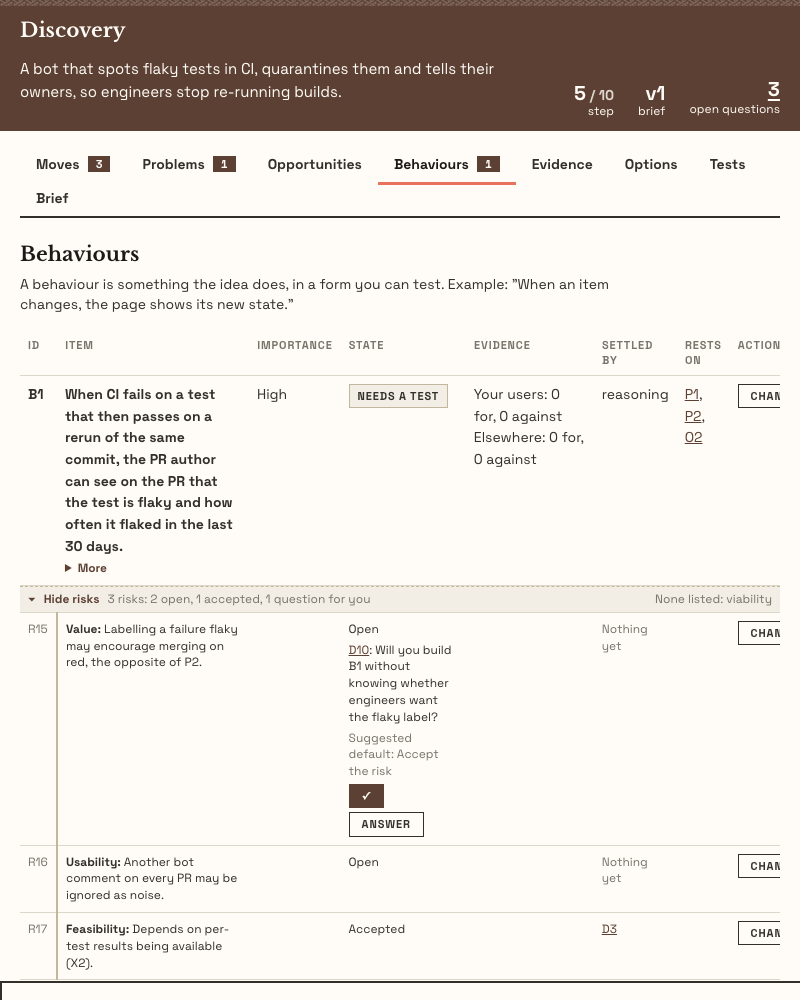 Discovery
A bot that spots flaky tests in CI, quarantines them and tells their
owners, so engineers stop re-running builds.
5 / 10
step
v1
brief
3
open questions
Moves 3 Problems 1 Opportunities Behaviours 1 Evidence Options Tests
Brief
Behaviours
A behaviour is something the idea does, in a form you can test. Example: "When an item
changes, the page shows its new state."
ID ITEM IMPORTANCE STATE EVIDENCE SETTLED BY RESTS ON ACTION
B1
When CI fails on a test
that then passes on a
rerun of the same
commit, the PR author
can see on the PR that
the test is flaky and how
often it flaked in the last
30 days.
▶ More
High
NEEDS A TEST
Your users: 0
for, 0 against
Elsewhere: 0 for,
0 against
reasoning
P1,
P2,
O2
CHAN
▼ Hide risks 3 risks: 2 open, 1 accepted, 1 question for you None listed: viability
R15
Value: Labelling a failure flaky
may encourage merging on
red, the opposite of P2.
Open
D10: Will you build
B1 without
knowing whether
engineers want
the flaky label?
Suggested
default: Accept
the risk
✓
ANSWER
Nothing
yet
CHAN
R16
Usability: Another bot
comment on every PR may be
ignored as noise.
Open
Nothing
yet
CHAN
R17
Feasibility: Depends on per-
test results being available
(X2).
Accepted
D3
CHAN